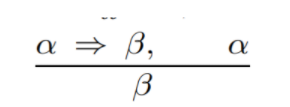 α ⇒ β, α
β